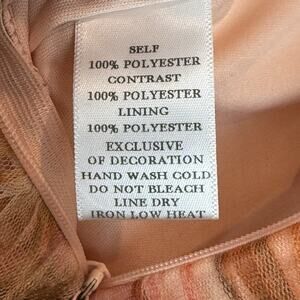 SELF
100% POLYESTER
CONTRAST
100% POLYESTER
LINING
100% POLYESTER
EXCLUSIVE
OF DECORATION
HAND WASH COLD
DO NOT BLEACH
LINE DRY
IRON LOW HEAT